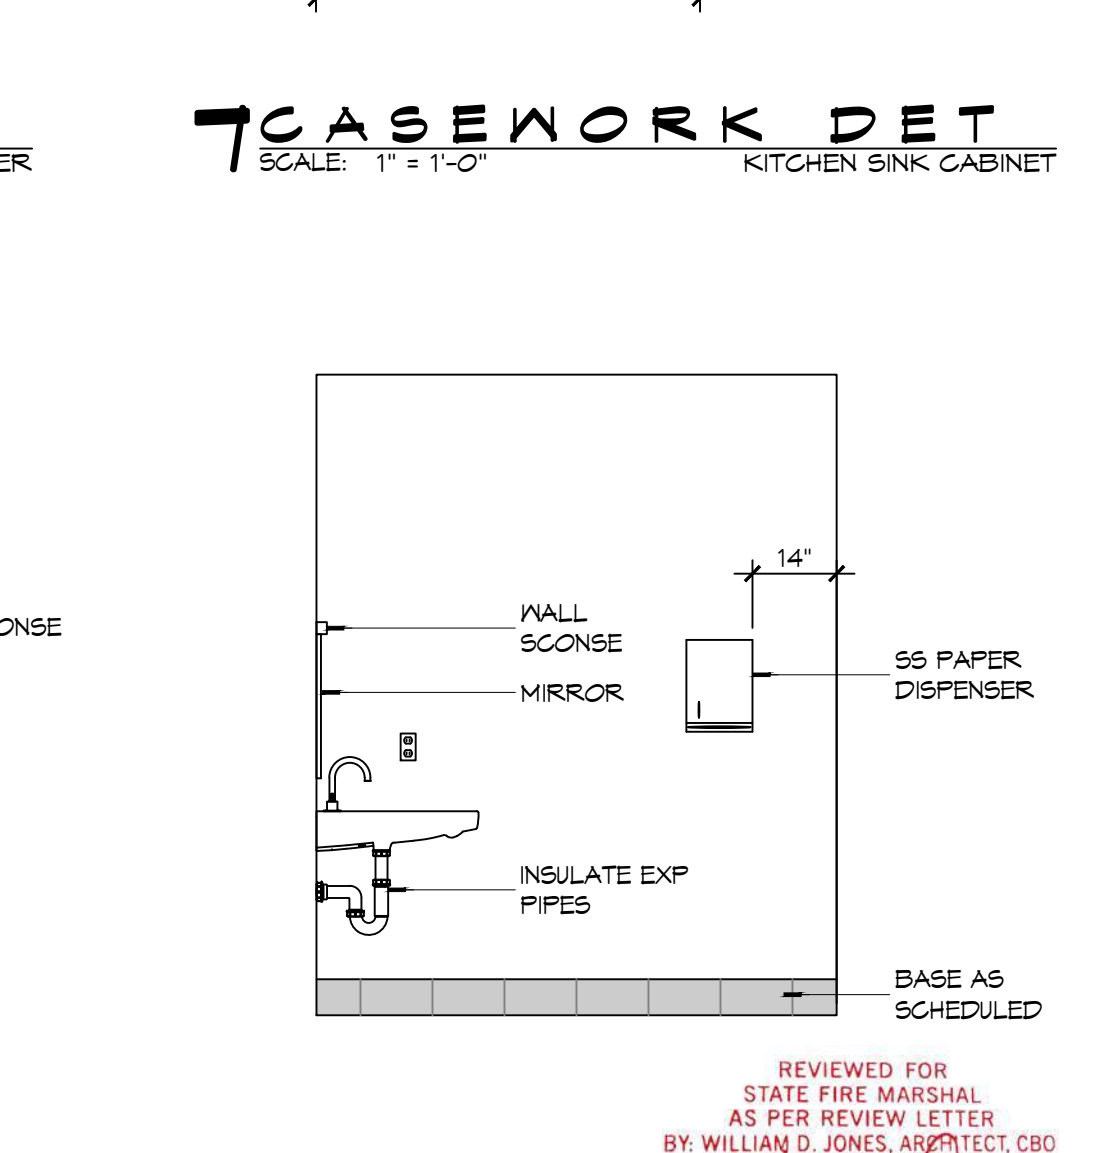 7 CASEWORK DET
ER
SCALE: 1" = 1'-0"
KITCHEN SINK CABINET
14"
WALL
SCONSE
ONSE
MIRROR
SS PAPER
DISPENSER
INSULATE EXP
PIPES
BASE AS
SCHEDULED
REVIEWED FOR
STATE FIRE MARSHAL
AS PER REVIEW LETTER
BY: WILLIAM D. JONES, ARCHITECT, CBO